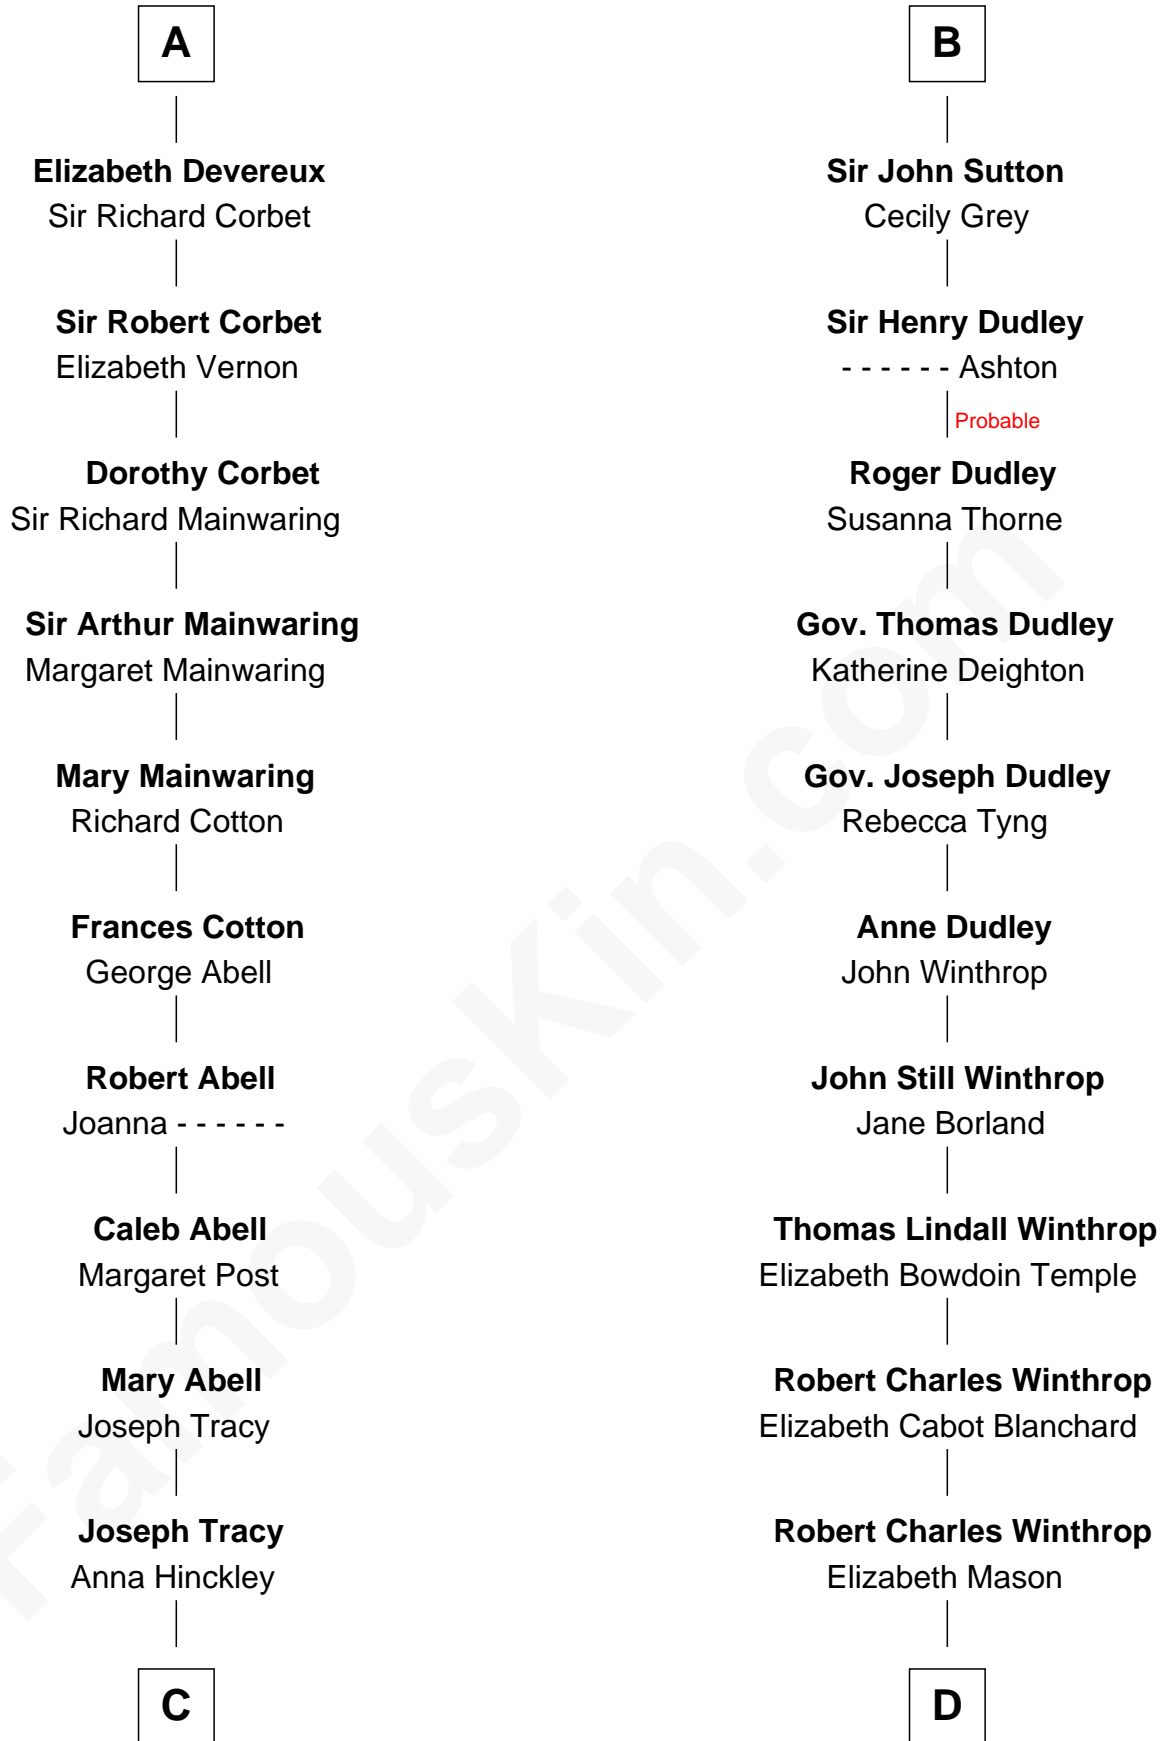 A
Elizabeth Devereux
Sir Richard Corbet
Sir Robert Corbet
Elizabeth Vernon
Dorothy Corbet
Sir Richard Mainwaring
Sir Arthur Mainwaring
Margaret Mainwaring
Mary Mainwaring
Richard Cotton
Frances Cotton
George Abell
Robert Abell
Joanna - - - - - -
Caleb Abell
Margaret Post
Mary Abell
Joseph Tracy
Joseph Tracy
Anna Hinckley
C
B
Sir John Sutton
Cecily Grey
Sir Henry Dudley
- - - - - - Ashton
Probable
Roger Dudley
Susanna Thorne
Gov. Thomas Dudley
Katherine Deighton
Gov. Joseph Dudley
Rebecca Tyng
Anne Dudley
John Winthrop
John Still Winthrop
Jane Borland
Thomas Lindall Winthrop
Elizabeth Bowdoin Temple
Robert Charles Winthrop
Elizabeth Cabot Blanchard
Robert Charles Winthrop
Elizabeth Mason
D
FamousKin.com